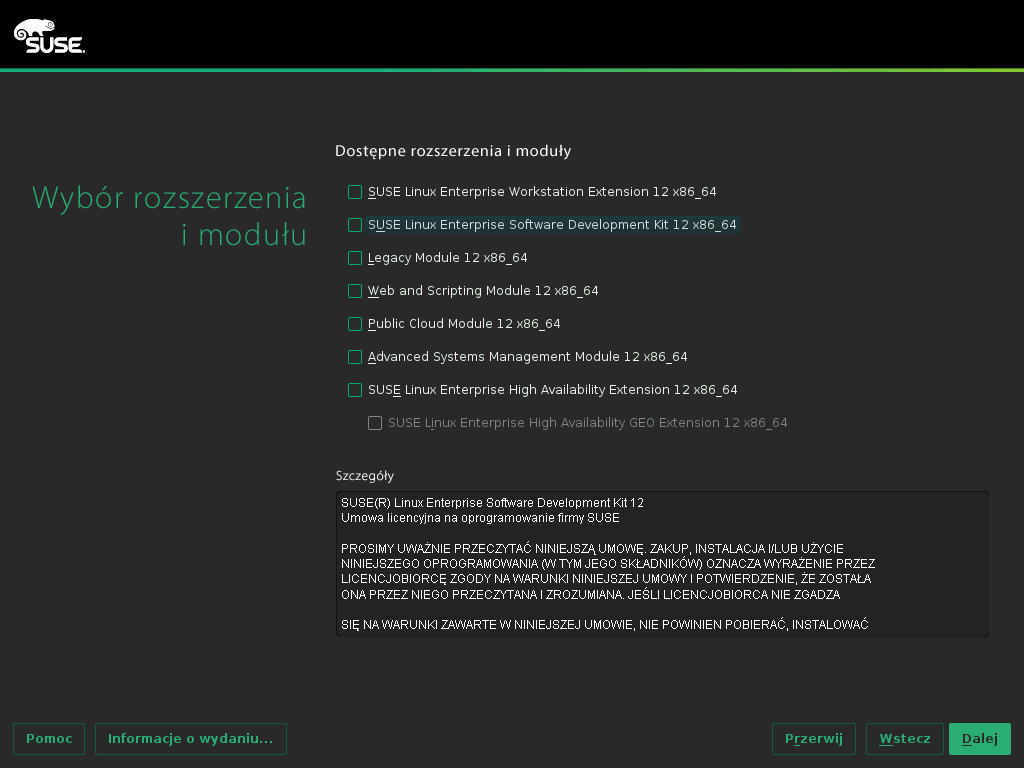 SUSE
Wybór rozszerzenia
i modułu
Dostępne rozszerzenia i moduły
SUSE Linux Enterprise Workstation Extension 12 x86_64
SUSE Linux Enterprise Software Development Kit 12 x86_64
Legacy Module 12 x86_64
Web and Scripting Module 12 x86_64
Public Cloud Module 12 x86_64
Advanced Systems Management Module 12 x86_64
SUSE Linux Enterprise High Availability Extension 12 x86_64
SUSE Linux Enterprise High Availability GEO Extension 12 x86_64
Szczegóły
SUSE(R) Linux Enterprise Software Development Kit 12
Umowa licencyjna na oprogramowanie firmy SUSE
PROSIMY UWAŻNIE PRZECZYTAĆ NINIEJSZĄ UMOWĘ. ZAKUP, INSTALACJA I/LUB UŻYCIE
NINIEJSZEGO OPROGRAMOWANIA (W TYM JEGO SKŁADNIKÓW) OZNACZA WYRAŻENIE PRZEZ
LICENCJOBIORCĘ ZGODY NA WARUNKI NINIEJSZEJ UMOWY I POTWIERDZENIE, ŻE ZOSTAŁA
ONA PRZEZ NIEGO PRZECZYTANA I ZROZUMIANA. JEŚLI LICENCJOBIORCA NIE ZGADZA
SIĘ NA WARUNKI ZAWARTE W NINIEJSZEJ UMOWIE, NIE POWINIEN POBIERAĆ, INSTALOWAĆ
Pomoc
Informacje o wydaniu...
Przerwij
Wstecz
Dalej